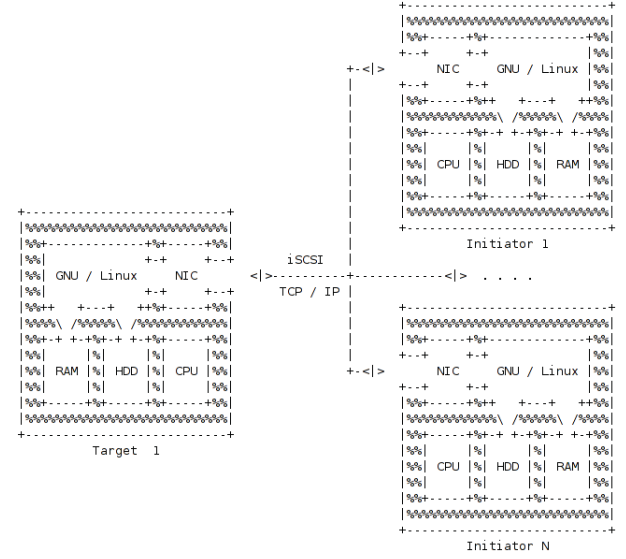 NIC GNU / Linux
CPU HDD RAM
Initiator 1
iSCSI
GNU / Linux NIC
. . . .
TCP / IP
NIC GNU / Linux
RAM HDD CPU
Target 1
CPU HDD RAM
Initiator N